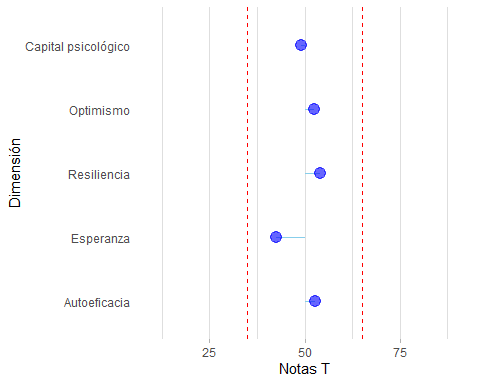 Capital psicológico
Optimismo
Resiliencia
Esperanza
Autoeficacia
Dimensión
25 50 75
Notas T